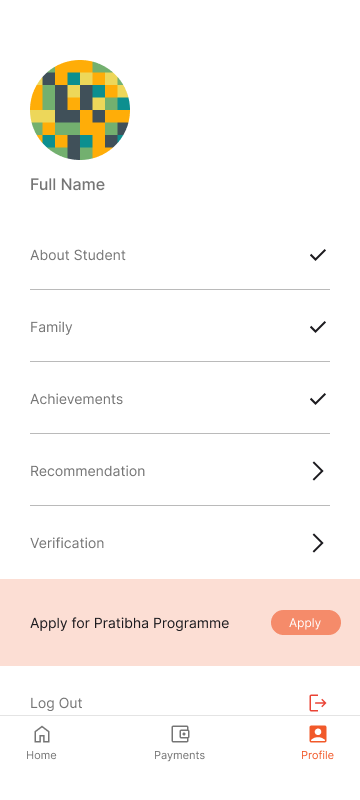 Full Name
About Student
Family
Achievements
Recommendation
Verification
Apply for Pratibha Programme
Apply
Log Out
Home
Payments
Profile